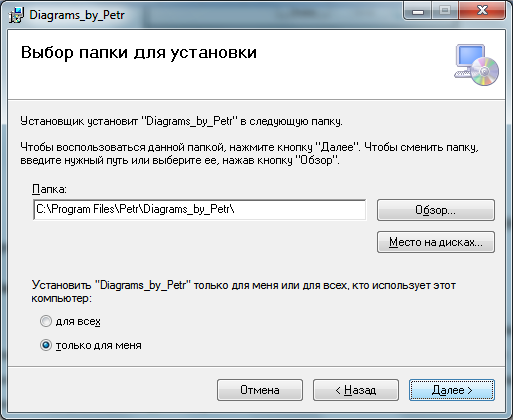 Diagrams_by_Petr
Выбор папки для установки
Установщик установит "Diagrams_by_Petr" в следующую папку.
Чтобы воспользоваться данной папкой, нажмите кнопку "Далее". Чтобы сменить папку,
введите нужный путь или выберите ее, нажав кнопку "Обзор".
Папка:
C:\Program Files\Petr\Diagrams_by_Petr\
Обзор...
Место на дисках...
Установить "Diagrams_by_Petr" только для меня или для всех, кто использует этот
компьютер:
для всех
только для меня
Отмена
< Назад
Далее >